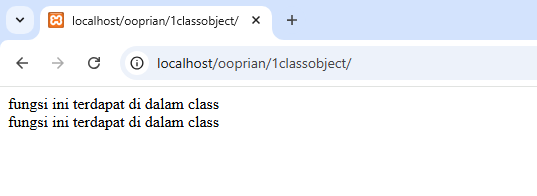 localhost/ooprian/1classobject/
localhost/ooprian/1classobject/
fungsi ini terdapat di dalam class
fungsi ini terdapat di dalam class